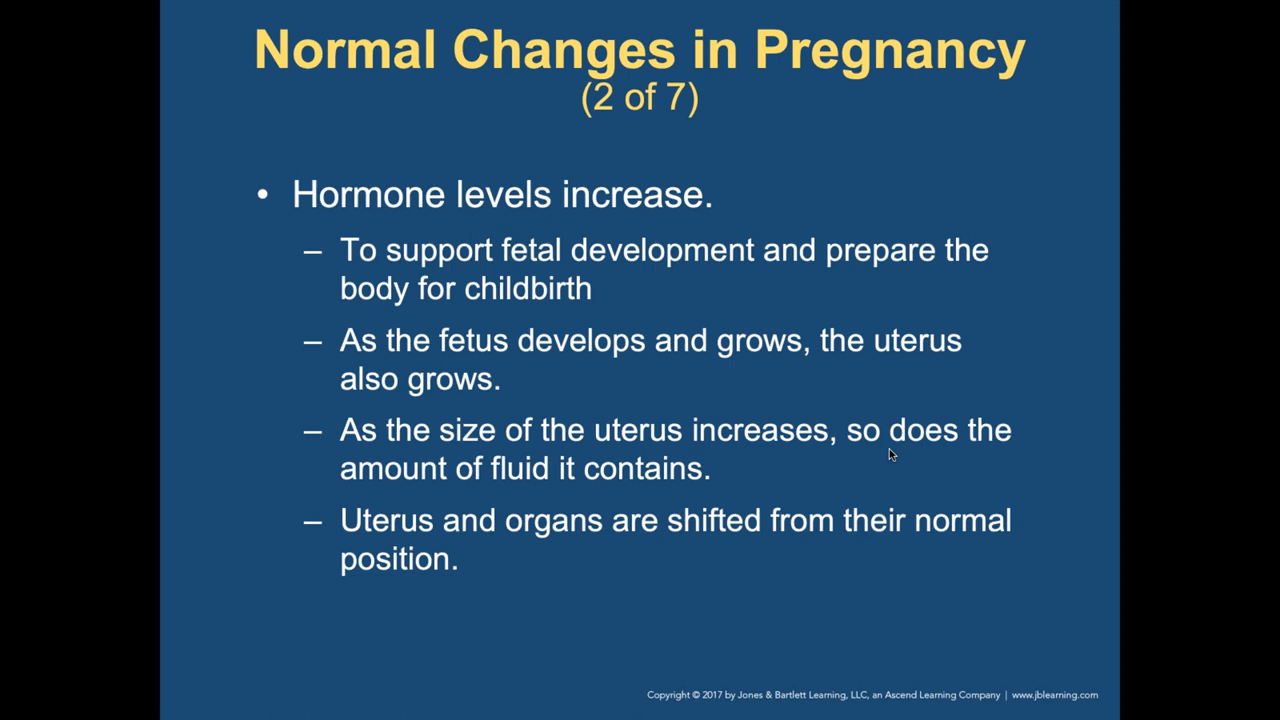 Normal Changes in Pregnancy
(2 of 7)
• Hormone levels increase.
– To support fetal development and prepare the
body for childbirth
– As the fetus develops and grows, the uterus
also grows.
– As the size of the uterus increases, so does the
amount of fluid it contains.
– Uterus and organs are shifted from their normal
position.
Copyright © 2017 by Jones & Bartlett Learning, LLC, an Ascend Learning Company | www.jblearning.com